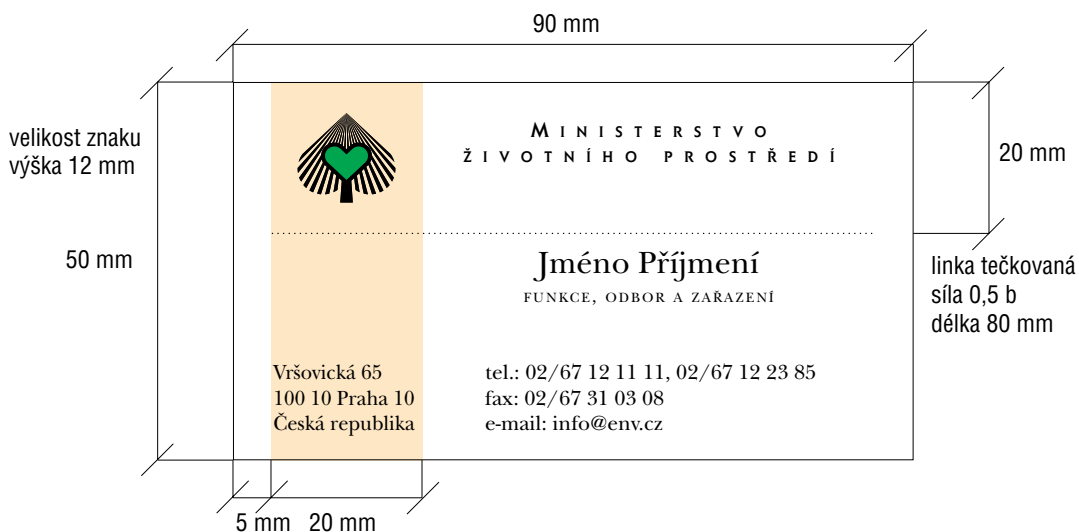 90 mm
velikost znaku
výška 12 mm
MINISTERSTVO
ŽIVOTNÍHO PROSTŘEDÍ
20 mm
50 mm
Jméno Příjmení
FUNKCE, ODBOR A ZAŘAZENÍ
linka tečkovaná
síla 0,5 b
délka 80 mm
Vršovická 65
100 10 Praha 10
Česká republika
tel.: 02/67 12 11 11, 02/67 12 23 85
fax: 02/67 31 03 08
e-mail: info@env.cz
5 mm 20 mm